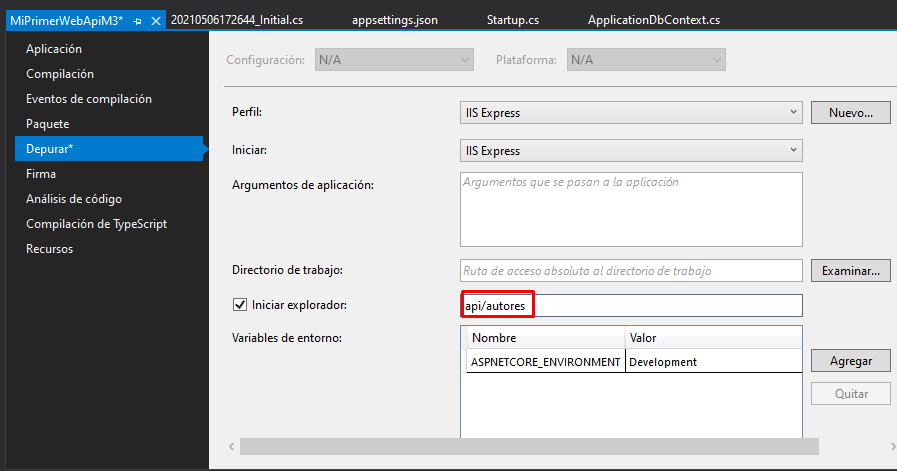 MiPrimerWebApiM3* 20210506172644_Initial.cs appsettings.json Startup.cs ApplicationDbContext.cs
Aplicación
Compilación
Eventos de compilación
Paquete
Depurar*
Firma
Análisis de código
Compilación de TypeScript
Recursos
Configuración: N/A Plataforma: N/A
Perfil: IIS Express Nuevo...
Iniciar: IIS Express
Argumentos de aplicación: Argumentos que se pasan a la aplicación
Directorio de trabajo: Ruta de acceso absoluta al directorio de trabajo Examinar...
Iniciar explorador: api/autores
Variables de entorno: Nombre Valor
ASPNETCORE_ENVIRONMENT Development Agregar
Quitar